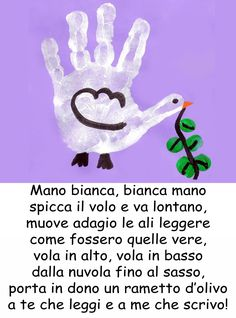 Mano bianca, bianca mano
spicca il volo e va lontano,
muove adagio le ali leggere
come fossero quelle vere,
vola in alto, vola in basso
dalla nuvola fino al sasso,
porta in dono un rametto d'olivo
a te che leggi e a me che scrivo!